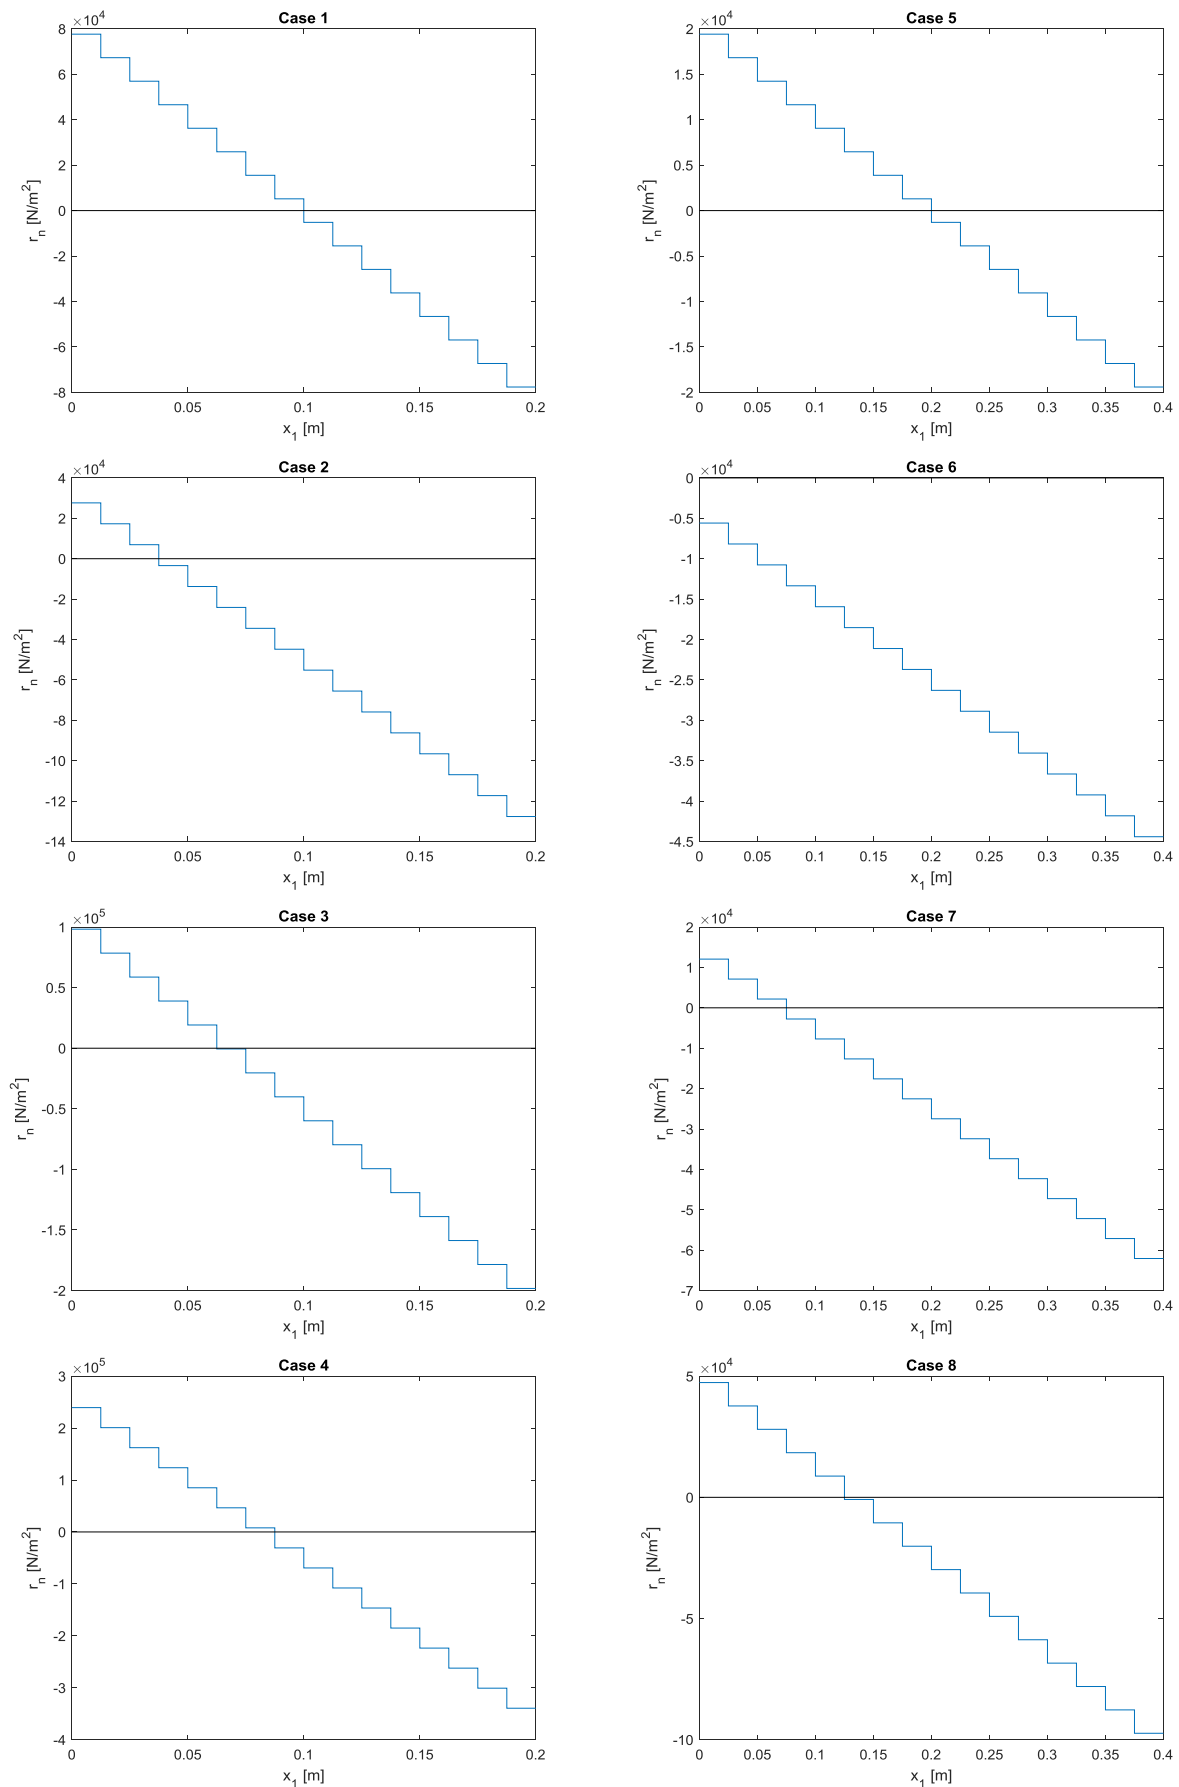 Case 1
×10^4
8
6
4
2
0
-2
-4
-6
-8
r_n [N/m^2]
0 0.05 0.1 0.15 0.2
x_1 [m]
Case 5
×10^4
2
1.5
1
0.5
0
-0.5
-1
-1.5
-2
r_n [N/m^2]
0 0.05 0.1 0.15 0.2 0.25 0.3 0.35 0.4
x_1 [m]
Case 2
×10^4
4
2
0
-2
-4
-6
-8
-10
-12
-14
r_n [N/m^2]
0 0.05 0.1 0.15 0.2
x_1 [m]
Case 6
×10^4
0
-0.5
-1
-1.5
-2
-2.5
-3
-3.5
-4
-4.5
r_n [N/m^2]
0 0.05 0.1 0.15 0.2 0.25 0.3 0.35 0.4
x_1 [m]
Case 3
×10^5
1
0.5
0
-0.5
-1
-1.5
-2
r_n [N/m^2]
0 0.05 0.1 0.15 0.2
x_1 [m]
Case 7
×10^4
2
1
0
-1
-2
-3
-4
-5
-6
-7
r_n [N/m^2]
0 0.05 0.1 0.15 0.2 0.25 0.3 0.35 0.4
x_1 [m]
Case 4
×10^5
3
2
1
0
-1
-2
-3
-4
r_n [N/m^2]
0 0.05 0.1 0.15 0.2
x_1 [m]
Case 8
×10^4
5
0
-5
-10
r_n [N/m^2]
0 0.05 0.1 0.15 0.2 0.25 0.3 0.35 0.4
x_1 [m]